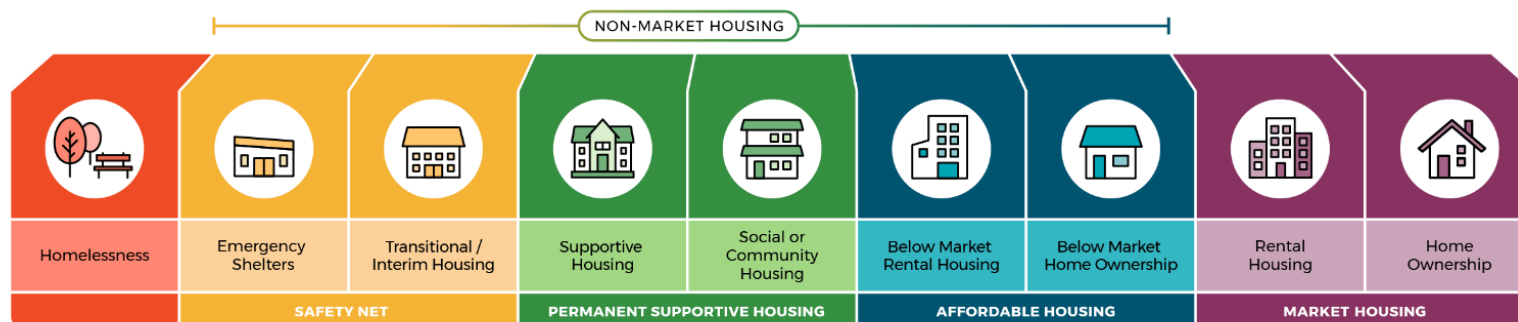 NON-MARKET HOUSING
Homelessness
Emergency
Shelters
Transitional /
Interim Housing
Supportive
Housing
Social or
Community
Housing
Below Market
Rental Housing
Below Market
Home Ownership
Rental
Housing
Home
Ownership
SAFETY NET
PERMANENT SUPPORTIVE HOUSING
AFFORDABLE HOUSING
MARKET HOUSING